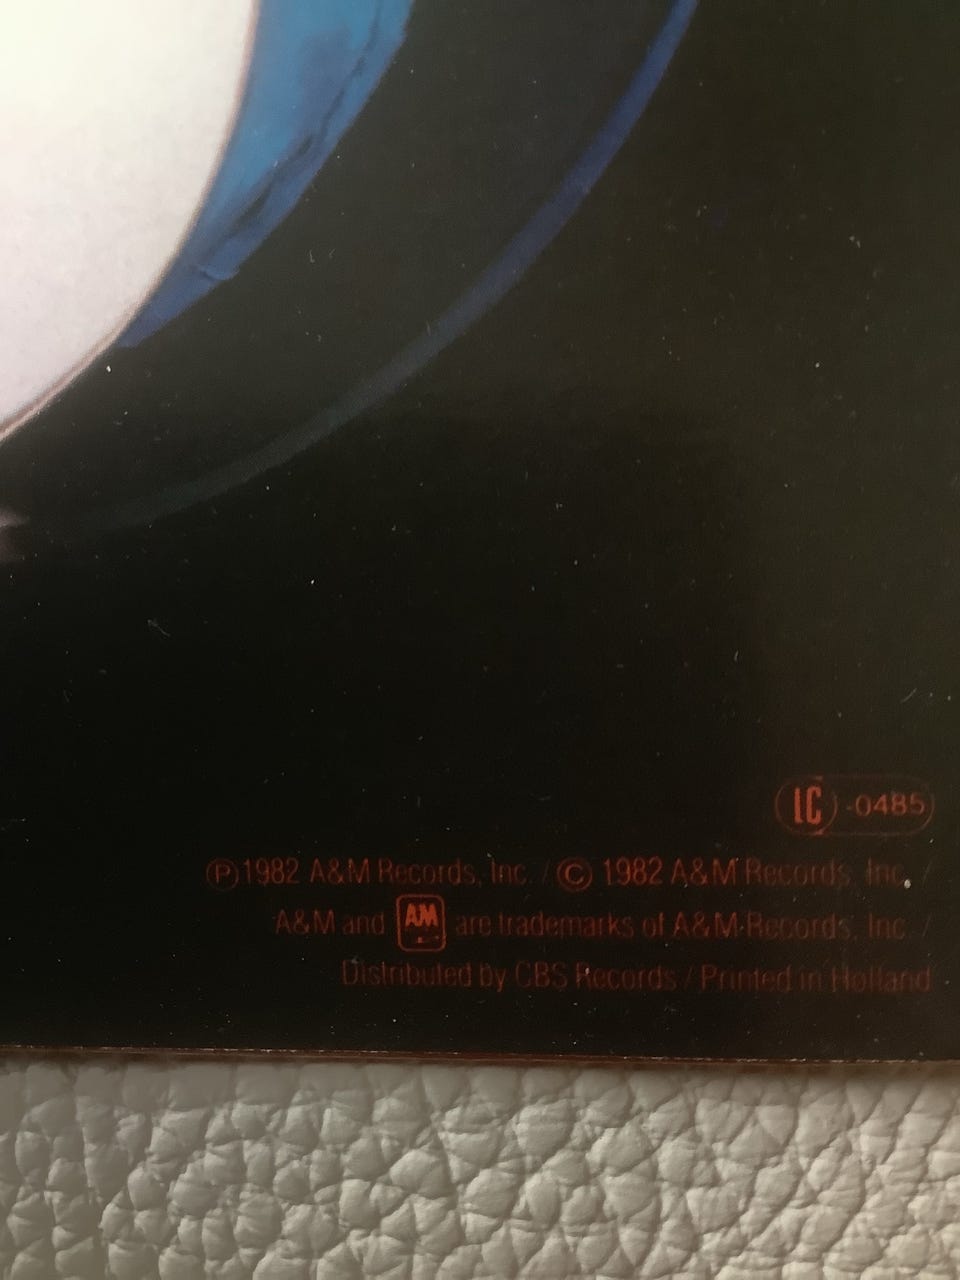 LC -0485
℗ 1982 A&M Records, Inc. / © 1982 A&M Records, Inc. /
A&M and AM are trademarks of A&M Records, Inc. /
Distributed by CBS Records / Printed in Holland